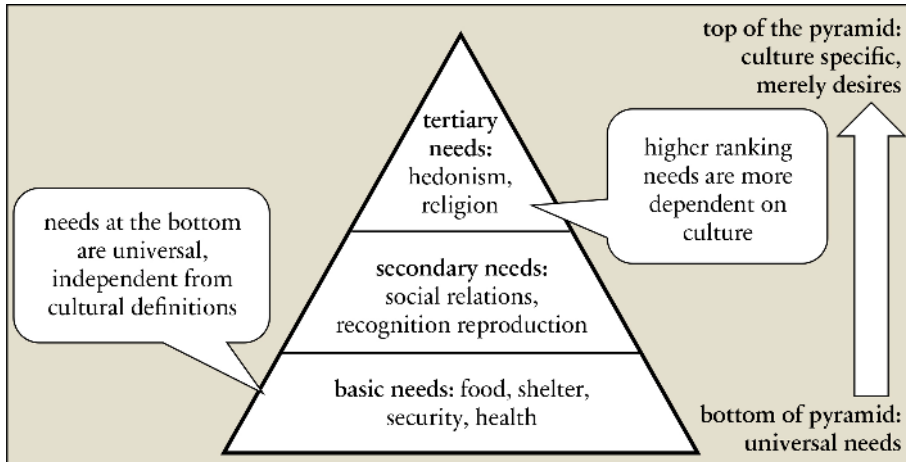 top of the pyramid:
culture specific,
merely desires
tertiary
needs:
hedonism,
religion
higher ranking
needs are more
dependent on
culture
needs at the bottom
are universal,
independent from
cultural definitions
secondary needs:
social relations,
recognition reproduction
basic needs: food, shelter,
security, health
bottom of pyramid:
universal needs